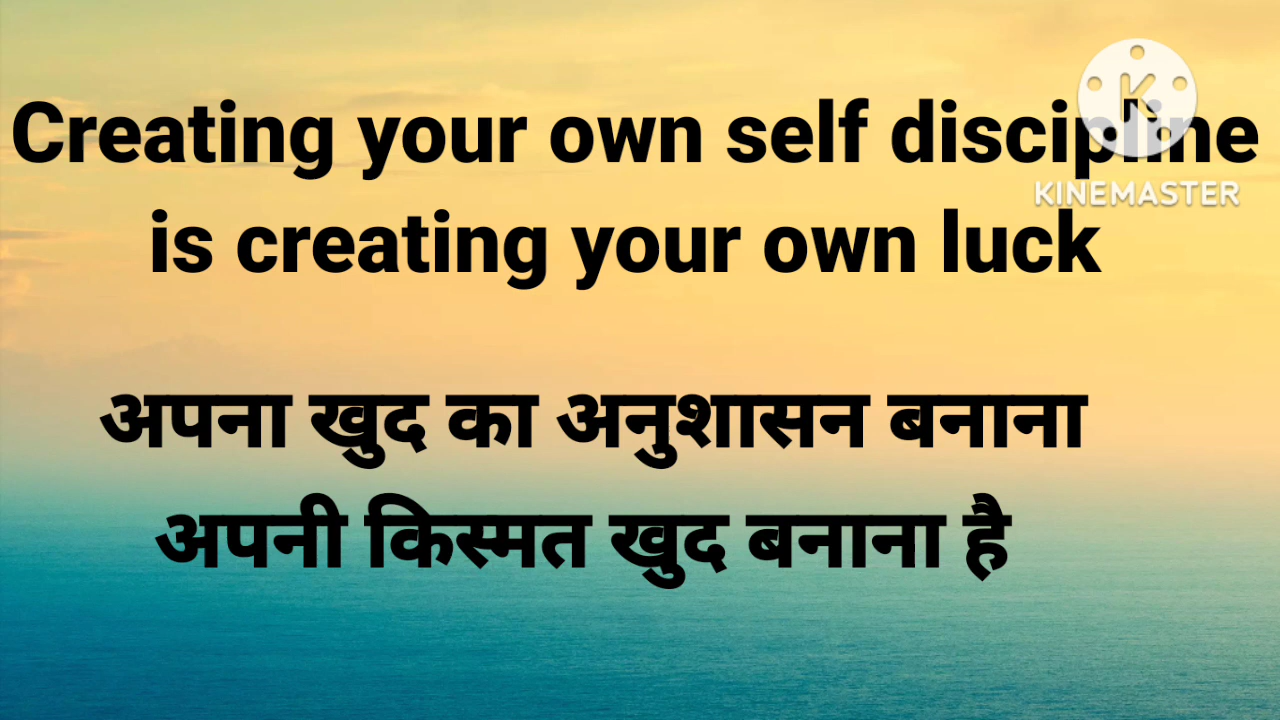 Creating your own self discipline
K
KINEMASTER
is creating your own luck
अपना खुद का अनुशासन बनाना
अपनी किस्मत खुद बनाना है